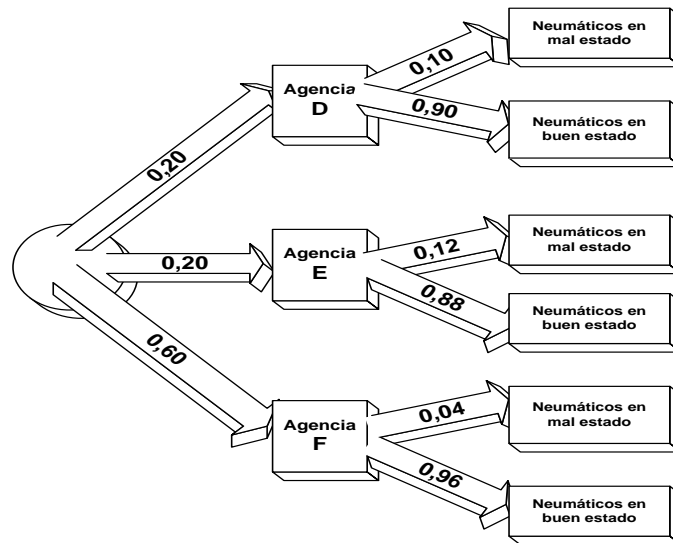 Neumáticos en
mal estado
0,10
Agencia
D
0,90
Neumáticos en
buen estado
0,20
Neumáticos en
mal estado
0,12
Agencia
E
0,20
0,88
Neumáticos en
buen estado
0,60
Neumáticos en
mal estado
0,04
Agencia
F
0,96
Neumáticos en
buen estado